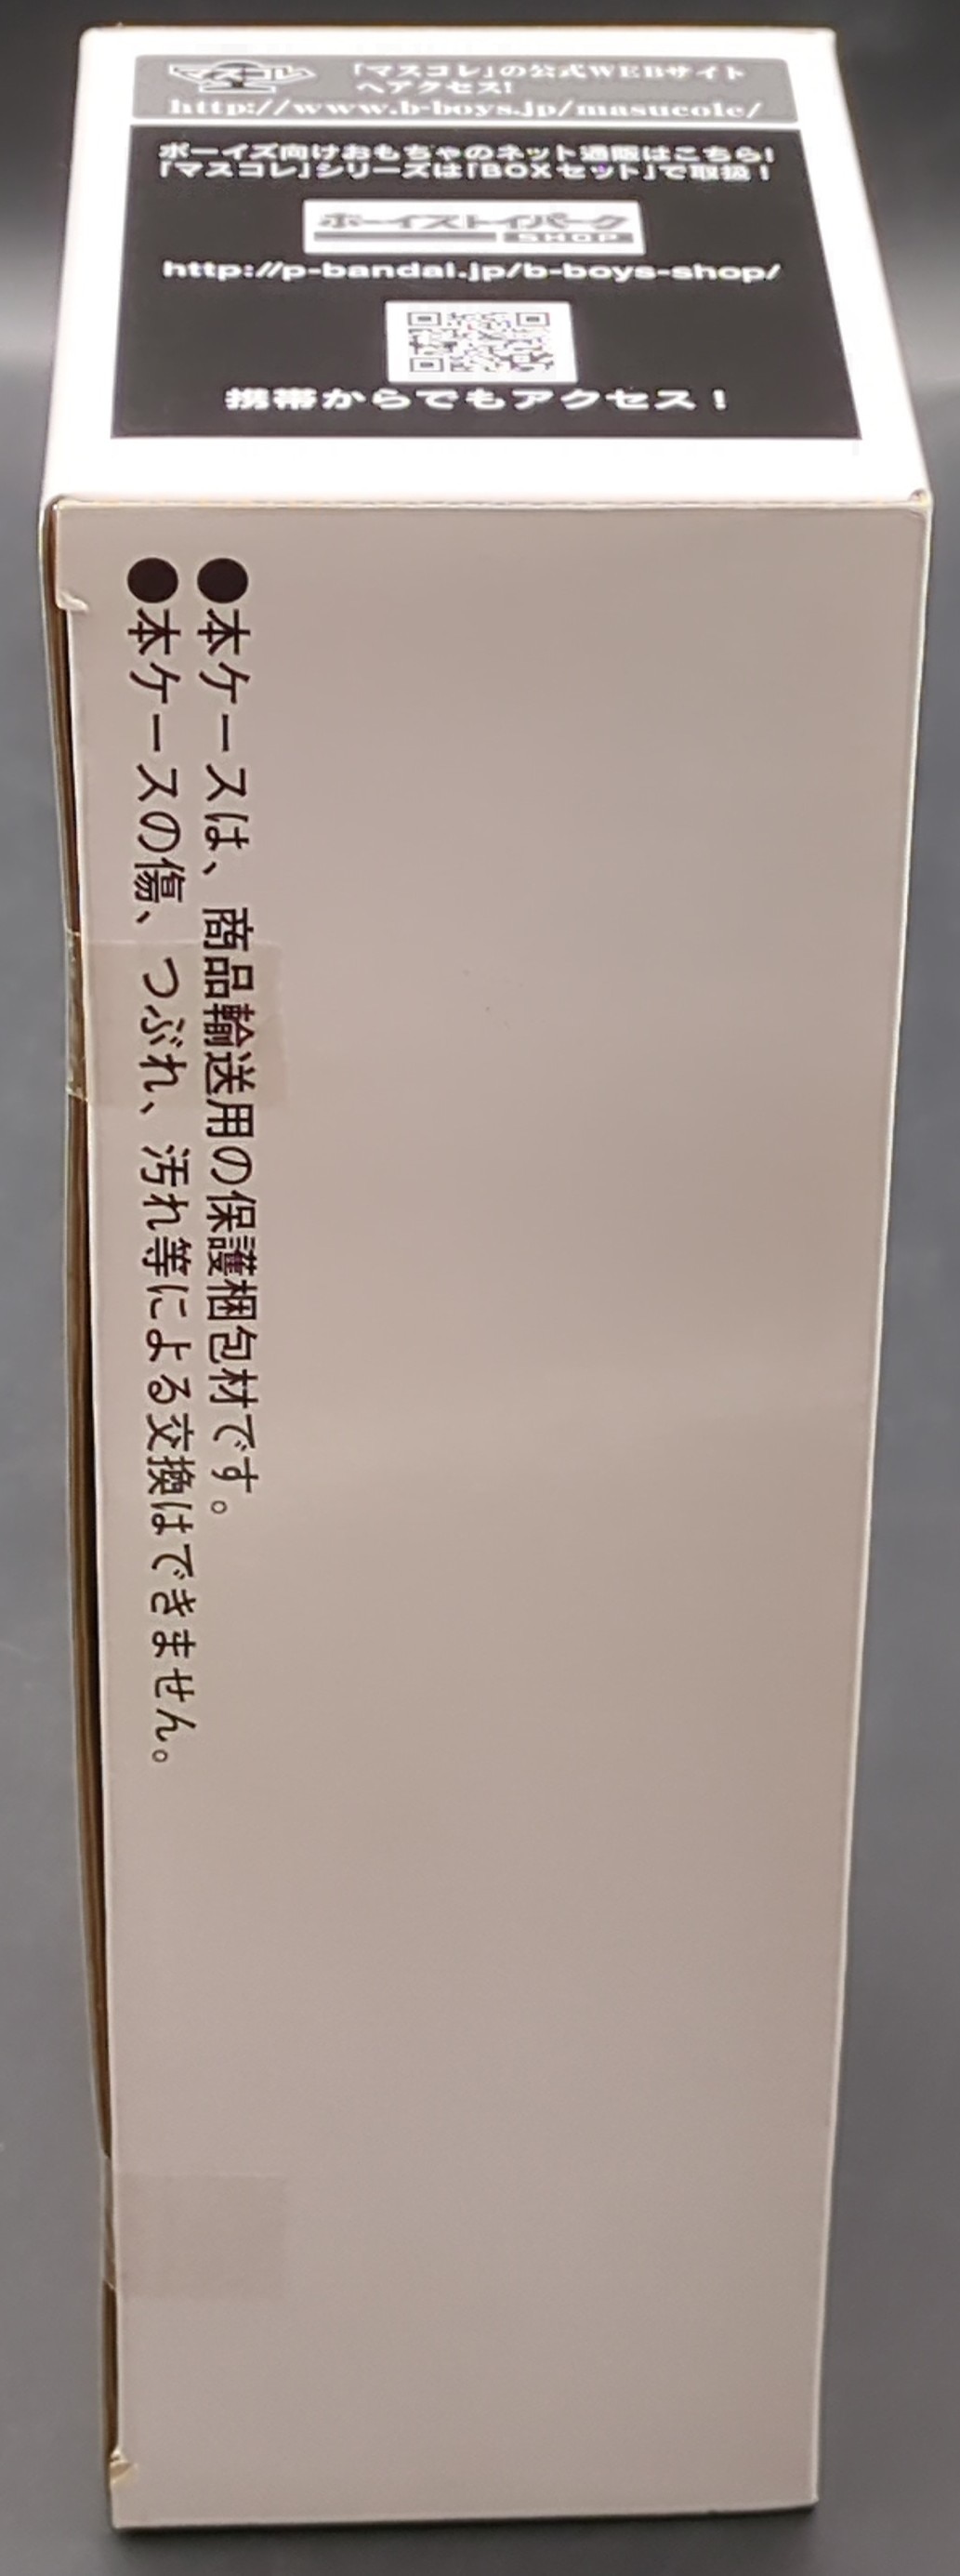 マスコレ
「マスコレ」の公式WEBサイト
へアクセス!
http://www.b-boys.jp/masucole/
ボーイズ向けおもちゃのネット通販はこちら!
「マスコレ」シリーズは「BOXセット」で取扱！
ボーイズトイパーク
SHOP
http://p-bandai.jp/b-boys-shop/
携帯からでもアクセス！
●本ケースは、商品輸送用の保護梱包材です。
●本ケースの傷、つぶれ、汚れ等による交換はできません。